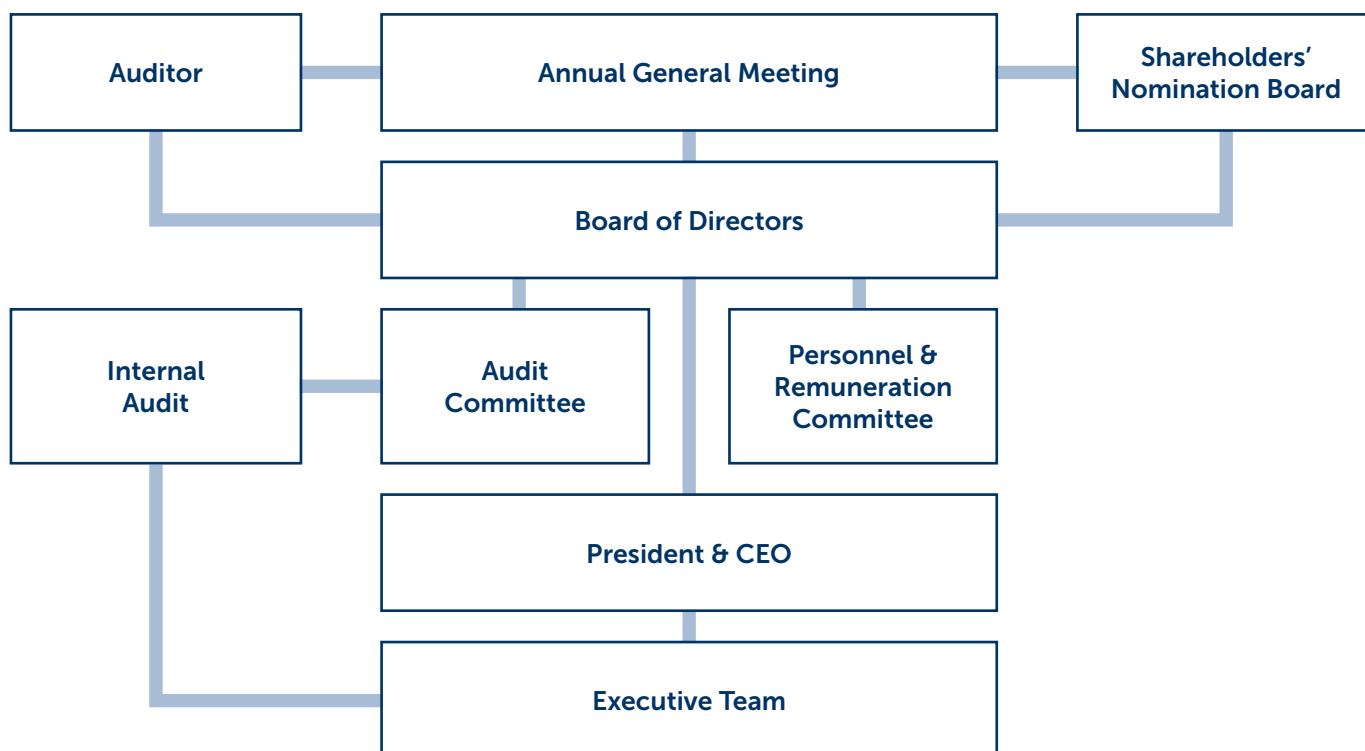 Auditor
Annual General Meeting
Shareholders’
Nomination Board
Board of Directors
Internal
Audit
Audit
Committee
Personnel &
Remuneration
Committee
President & CEO
Executive Team